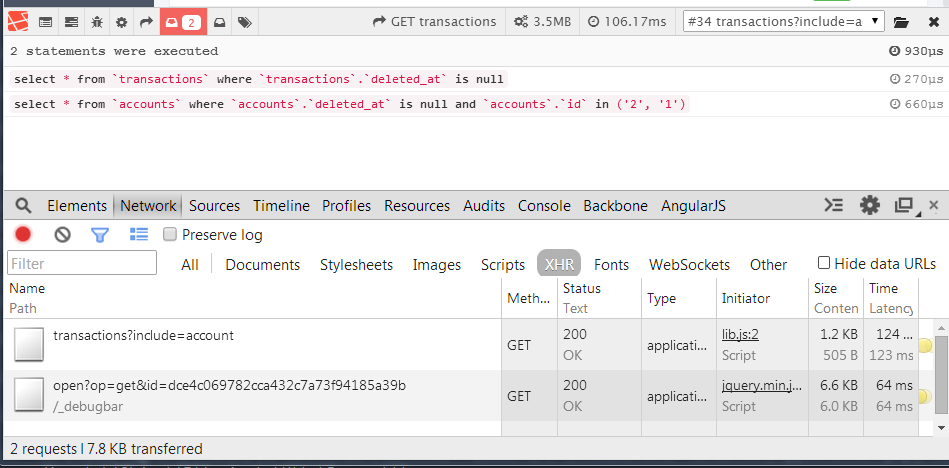 2 GET transactions 3.5MB 106.17ms #34 transactions?include=a
2 statements were executed 930μs
select * from `transactions` where `transactions`.`deleted_at` is null 270μs
select * from `accounts` where `accounts`.`deleted_at` is null and `accounts`.`id` in ('2', '1') 660μs
Elements Network Sources Timeline Profiles Resources Audits Console Backbone AngularJS
Preserve log
Filter All Documents Stylesheets Images Scripts XHR Fonts WebSockets Other Hide data URLs
Name Meth... Status Type Initiator Size Time
Path Text Conten Latency
transactions?include=account GET 200 applicati... lib.js:2 1.2 KB 124 ...
OK Script 505 B 123 ms
open?op=get&id=dce4c069782cca432c7a73f94185a39b GET 200 applicati... jquery.min.j... 6.6 KB 64 ms
/_debugbar OK Script 6.0 KB 64 ms
2 requests | 7.8 KB transferred